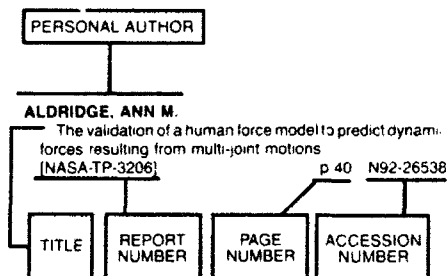 PERSONAL AUTHOR
ALDRIDGE, ANN M.
The validation of a human force model to predict dynami
forces resulting from multi-joint motions
[NASA-TP-3206] p 40 N92-26538
TITLE REPORT NUMBER PAGE NUMBER ACCESSION NUMBER